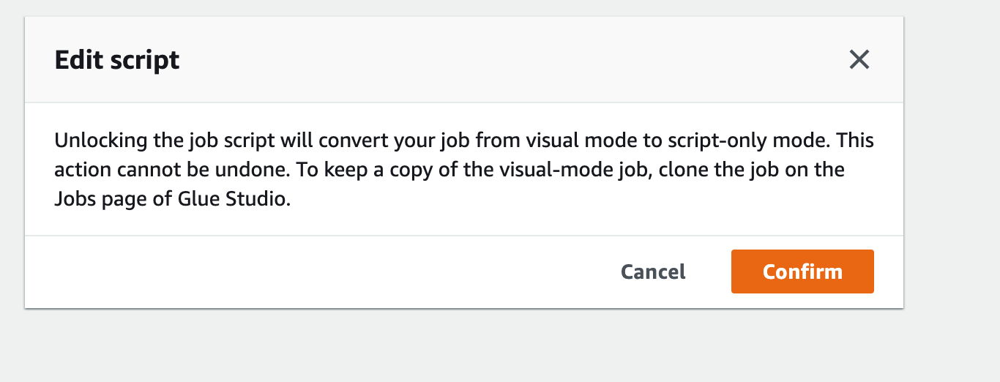 Edit script
Unlocking the job script will convert your job from visual mode to script-only mode. This
action cannot be undone. To keep a copy of the visual-mode job, clone the job on the
Jobs page of Glue Studio.
Cancel
Confirm